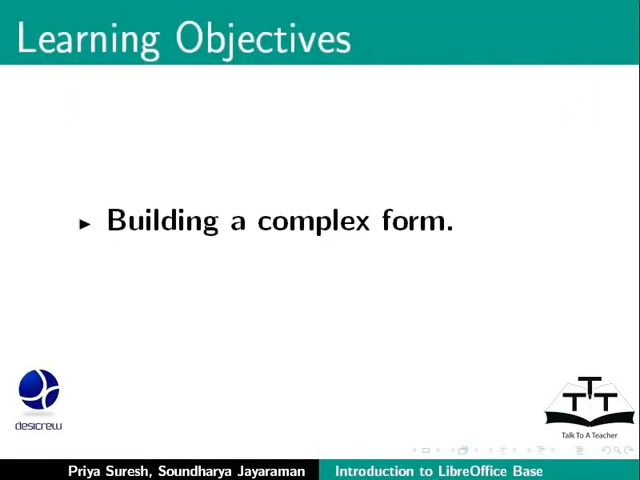 Learning Objectives
Building a complex form.
desicrew
T T T
Talk To A Teacher
Priya Suresh, Soundharya Jayaraman Introduction to LibreOffice Base